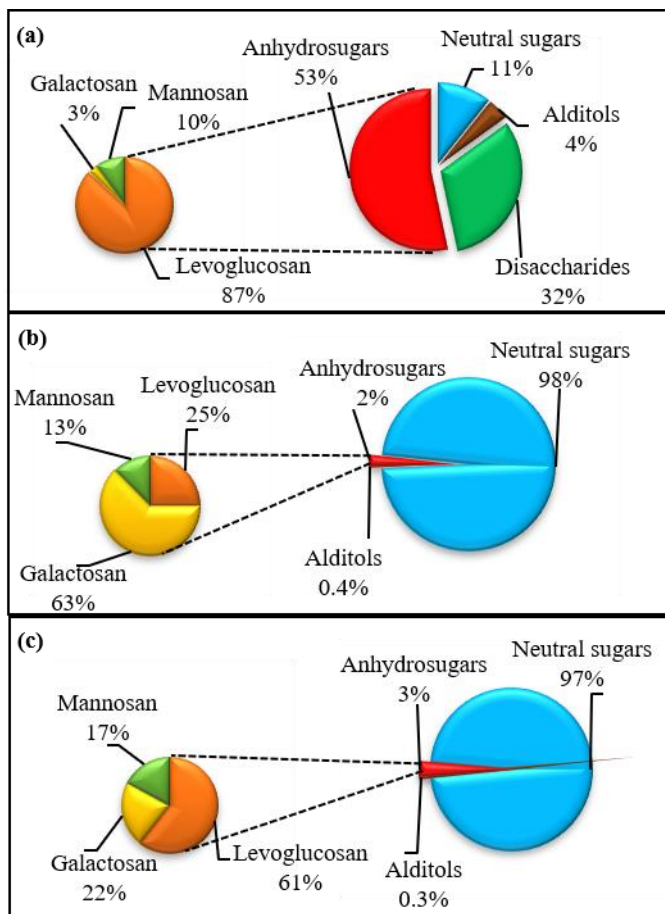 (a)
Galactosan
3%
Mannosan
10%
Levoglucosan
87%
Anhydrosugars
53%
Neutral sugars
11%
Alditols
4%
Disaccharides
32%
(b)
Mannosan
13%
Levoglucosan
25%
Galactosan
63%
Anhydrosugars
2%
Neutral sugars
98%
Alditols
0.4%
(c)
Mannosan
17%
Galactosan
22%
Levoglucosan
61%
Anhydrosugars
3%
Neutral sugars
97%
Alditols
0.3%